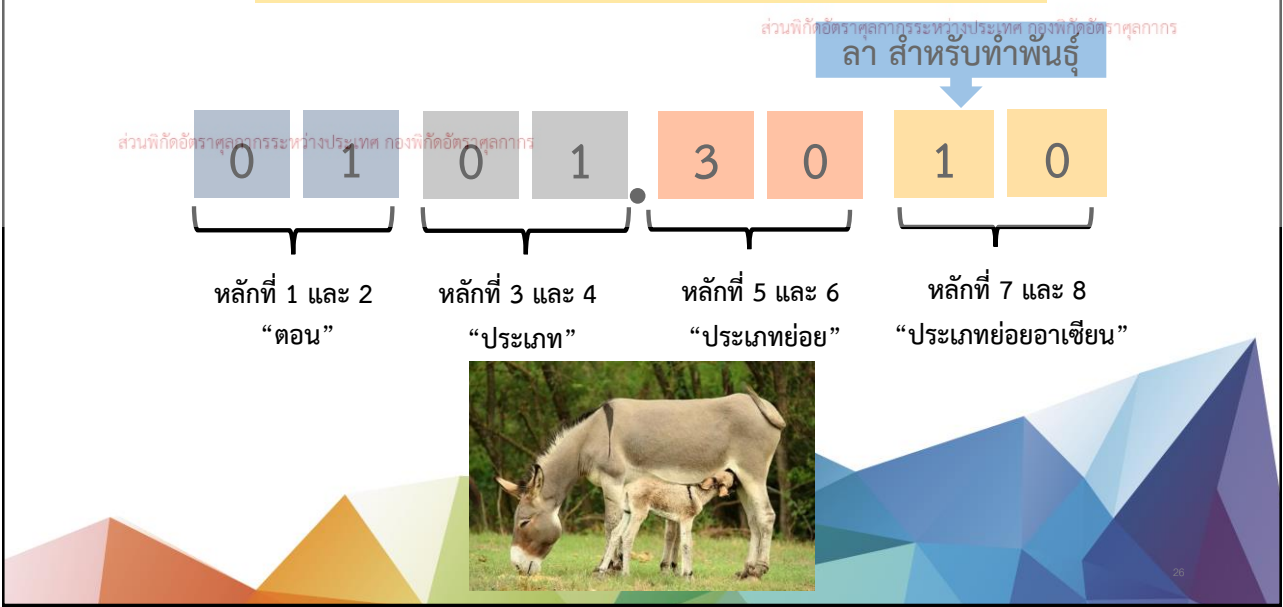 ส่วนพิกัดอัตราศุลกากรระหว่างประเทศ กองพิกัดอัตราศุลกากร
ลา สำหรับทำพันธุ์
ส่วนพิกัดอัตราศุลกากรระหว่างประเทศ กองพิกัดอัตราศุลกากร
0 1 0 1 . 3 0 1 0
หลักที่ 1 และ 2 หลักที่ 3 และ 4 หลักที่ 5 และ 6 หลักที่ 7 และ 8
“ตอน” “ประเภท” “ประเภทย่อย” “ประเภทย่อยอาเซียน”
26